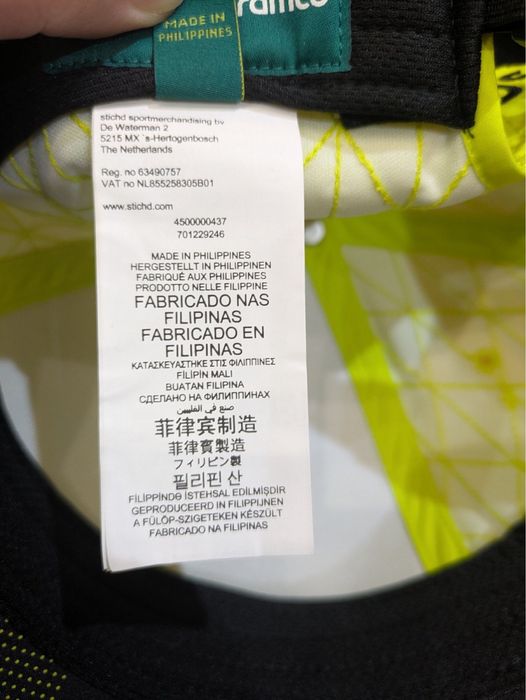 MADE IN
PHILIPPINES
stichd sportmerchandising bv
De Waterman 2
5215 MX `s-Hertogenbosch
The Netherlands
Reg. no 63490757
VAT no NL855258305B01
www.stichd.com
4500000437
701229246
MADE IN PHILIPPINES
HERGESTELLT IN PHILIPPINEN
FABRIQUÉ AUX PHILIPPINES
PRODOTTO NELLE FILIPPINE
FABRICADO NAS
FILIPINAS
FABRICADO EN
FILIPINAS
ΚΑΤΑΣΚΕΥΑΣΤΗΚΕ ΣΤΙΣ ΦΙΛΙΠΠΙΝΕΣ
FİLİPİN MALI
BUATAN FILIPINA
СДЕЛАНО НА ФИЛИППИНАХ
صنع في الفلبين
菲律宾制造
菲律賓製造
フィリピン製
필리핀 산
FİLİPPİNDƏ İSTEHSAL EDİLMİŞDİR
GEPRODUCEERD IN FILIPPIJNEN
A FÜLÖP-SZIGETEKEN KÉSZÜLT
FABRICADO NA FILIPINAS